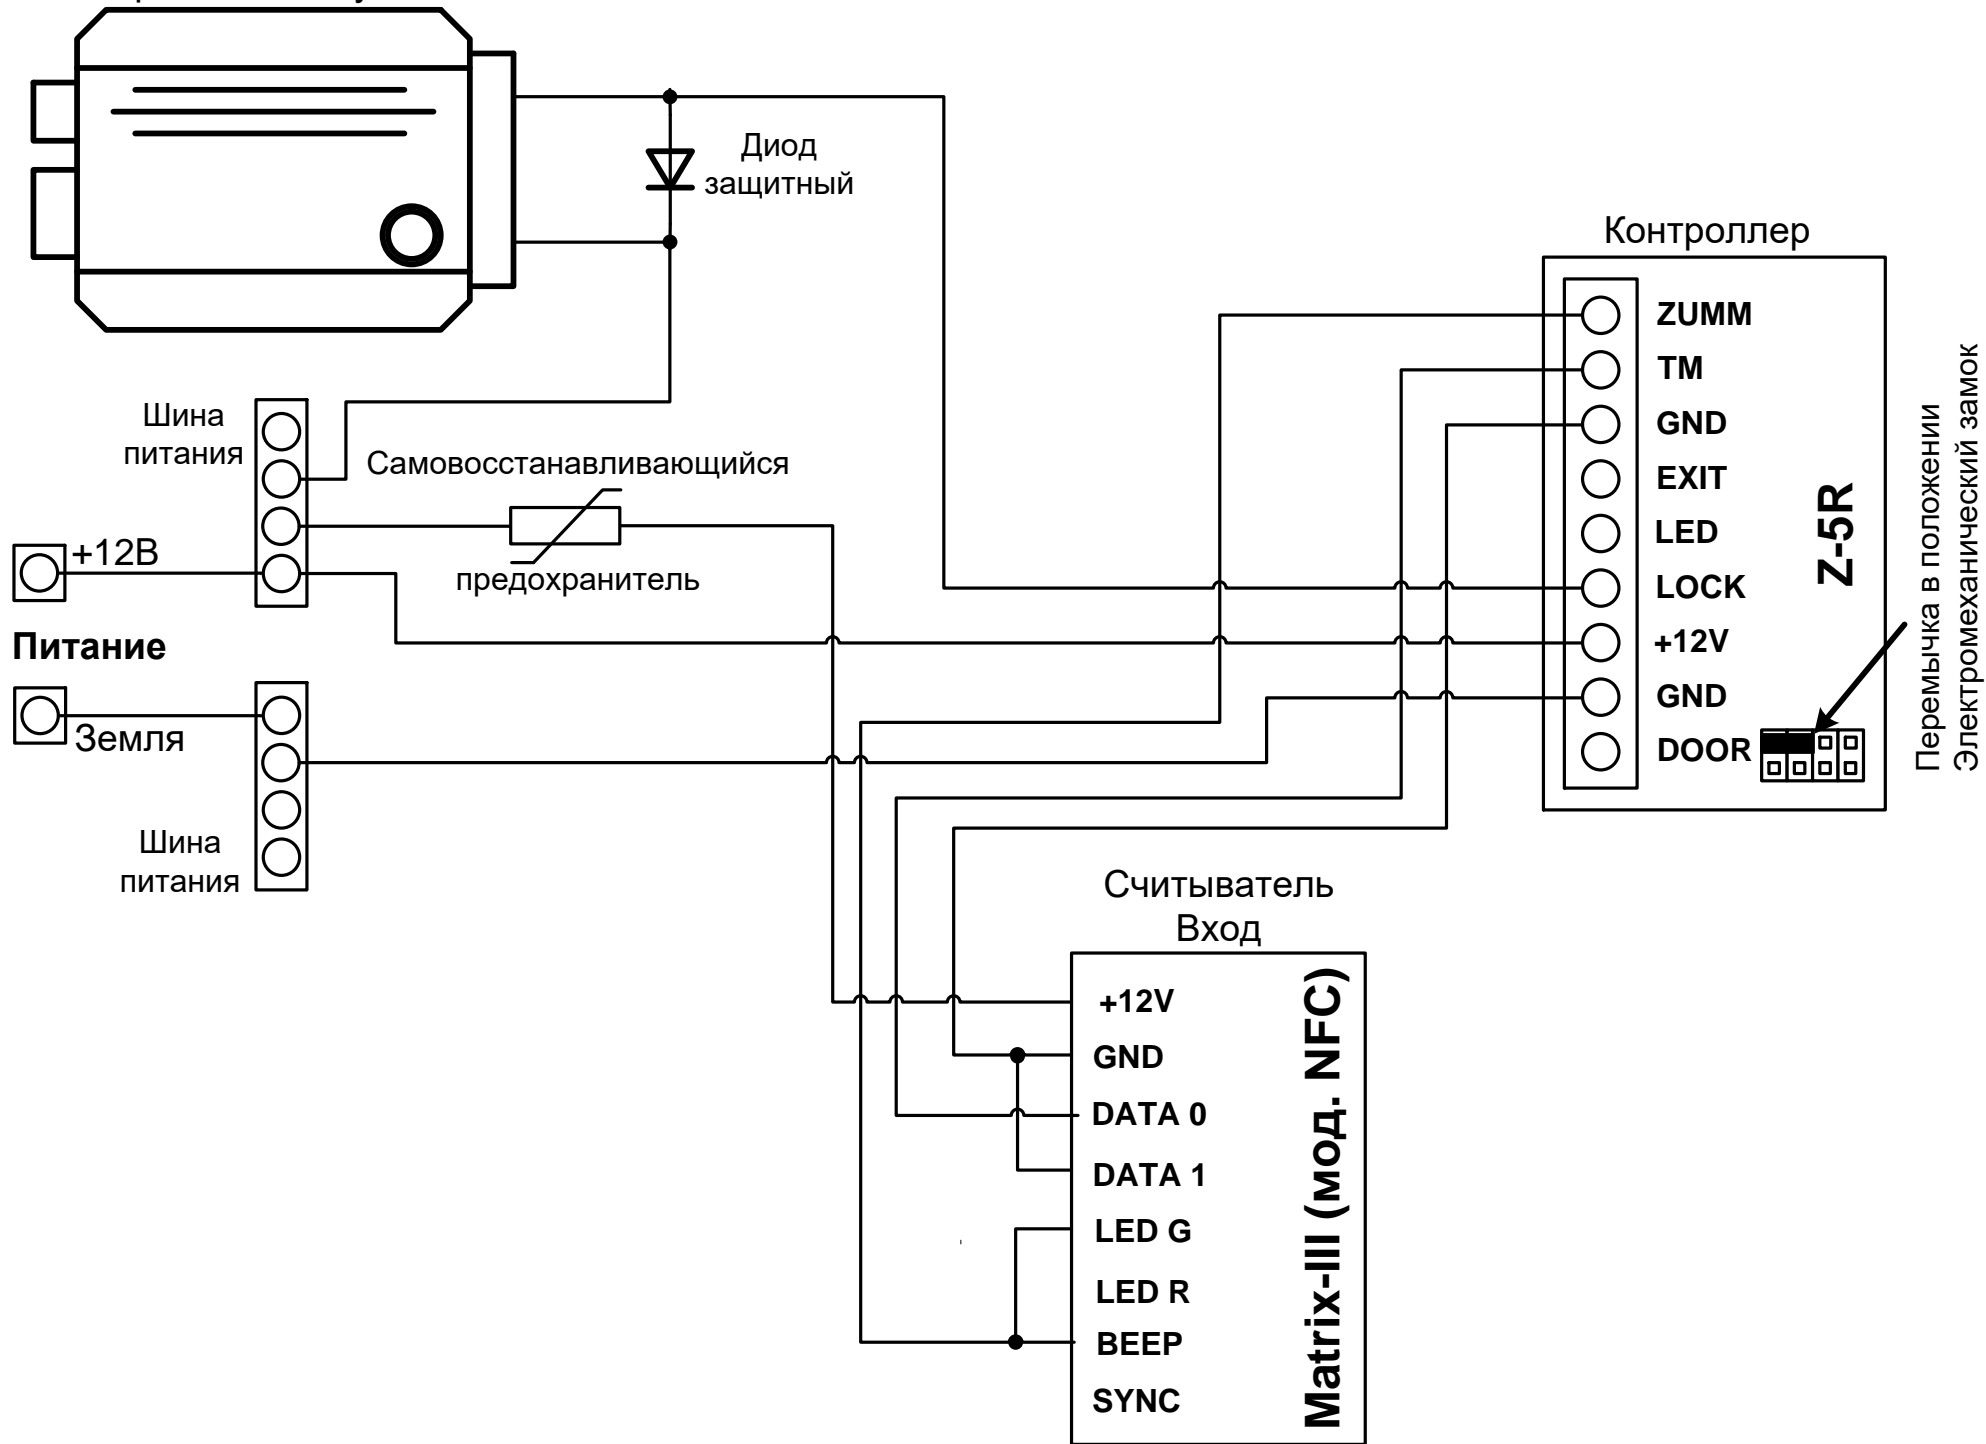 Диод
защитный
Контроллер
ZUMM
TM
GND
EXIT
LED
LOCK
+12V
GND
DOOR
Z-5R
Перемычка в положении
Электромеханический замок
Шина
питания
Самовосстанавливающийся
предохранитель
+12В
Питание
Земля
Шина
питания
Считыватель
Вход
+12V
GND
DATA 0
DATA 1
LED G
LED R
BEEP
SYNC
Matrix-III (мод. NFC)